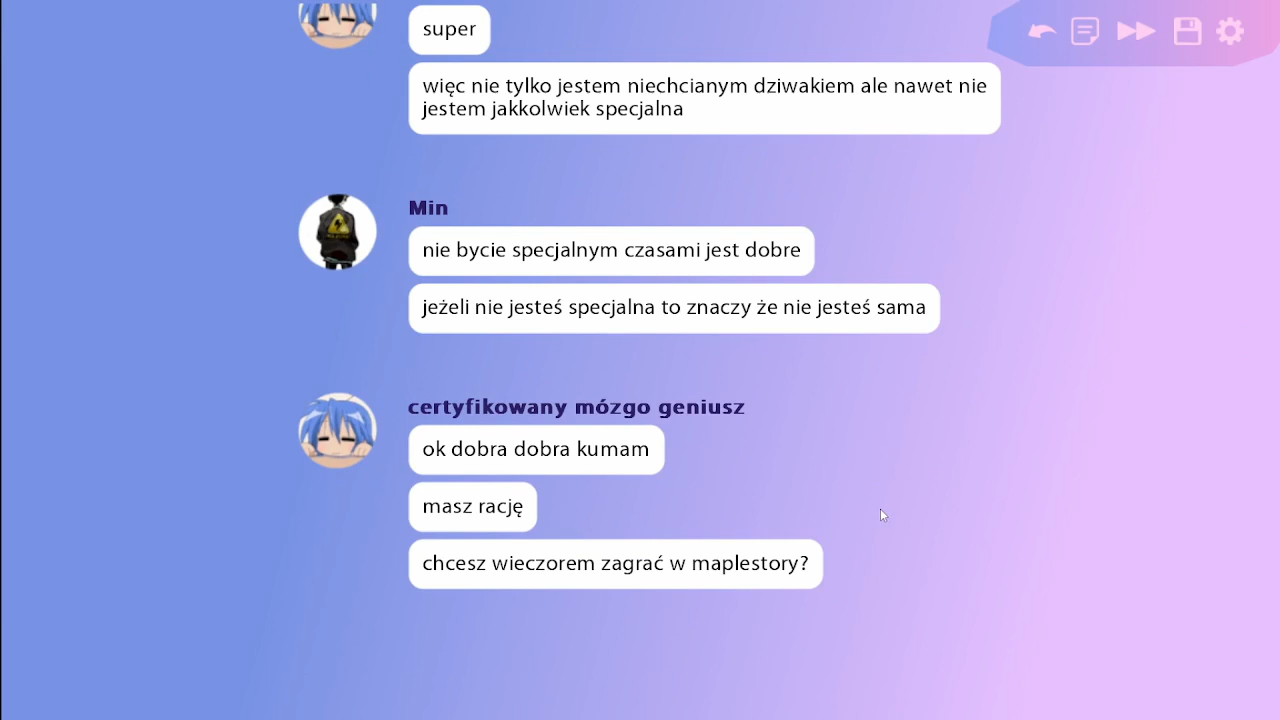 super
więc nie tylko jestem niechcianym dziwakiem ale nawet nie
jestem jakkolwiek specjalna
Min
nie bycie specjalnym czasami jest dobre
jeżeli nie jesteś specjalna to znaczy że nie jesteś sama
certyfikowany mózgo geniusz
ok dobra dobra kumam
masz rację
chcesz wieczorem zagrać w maplestory?